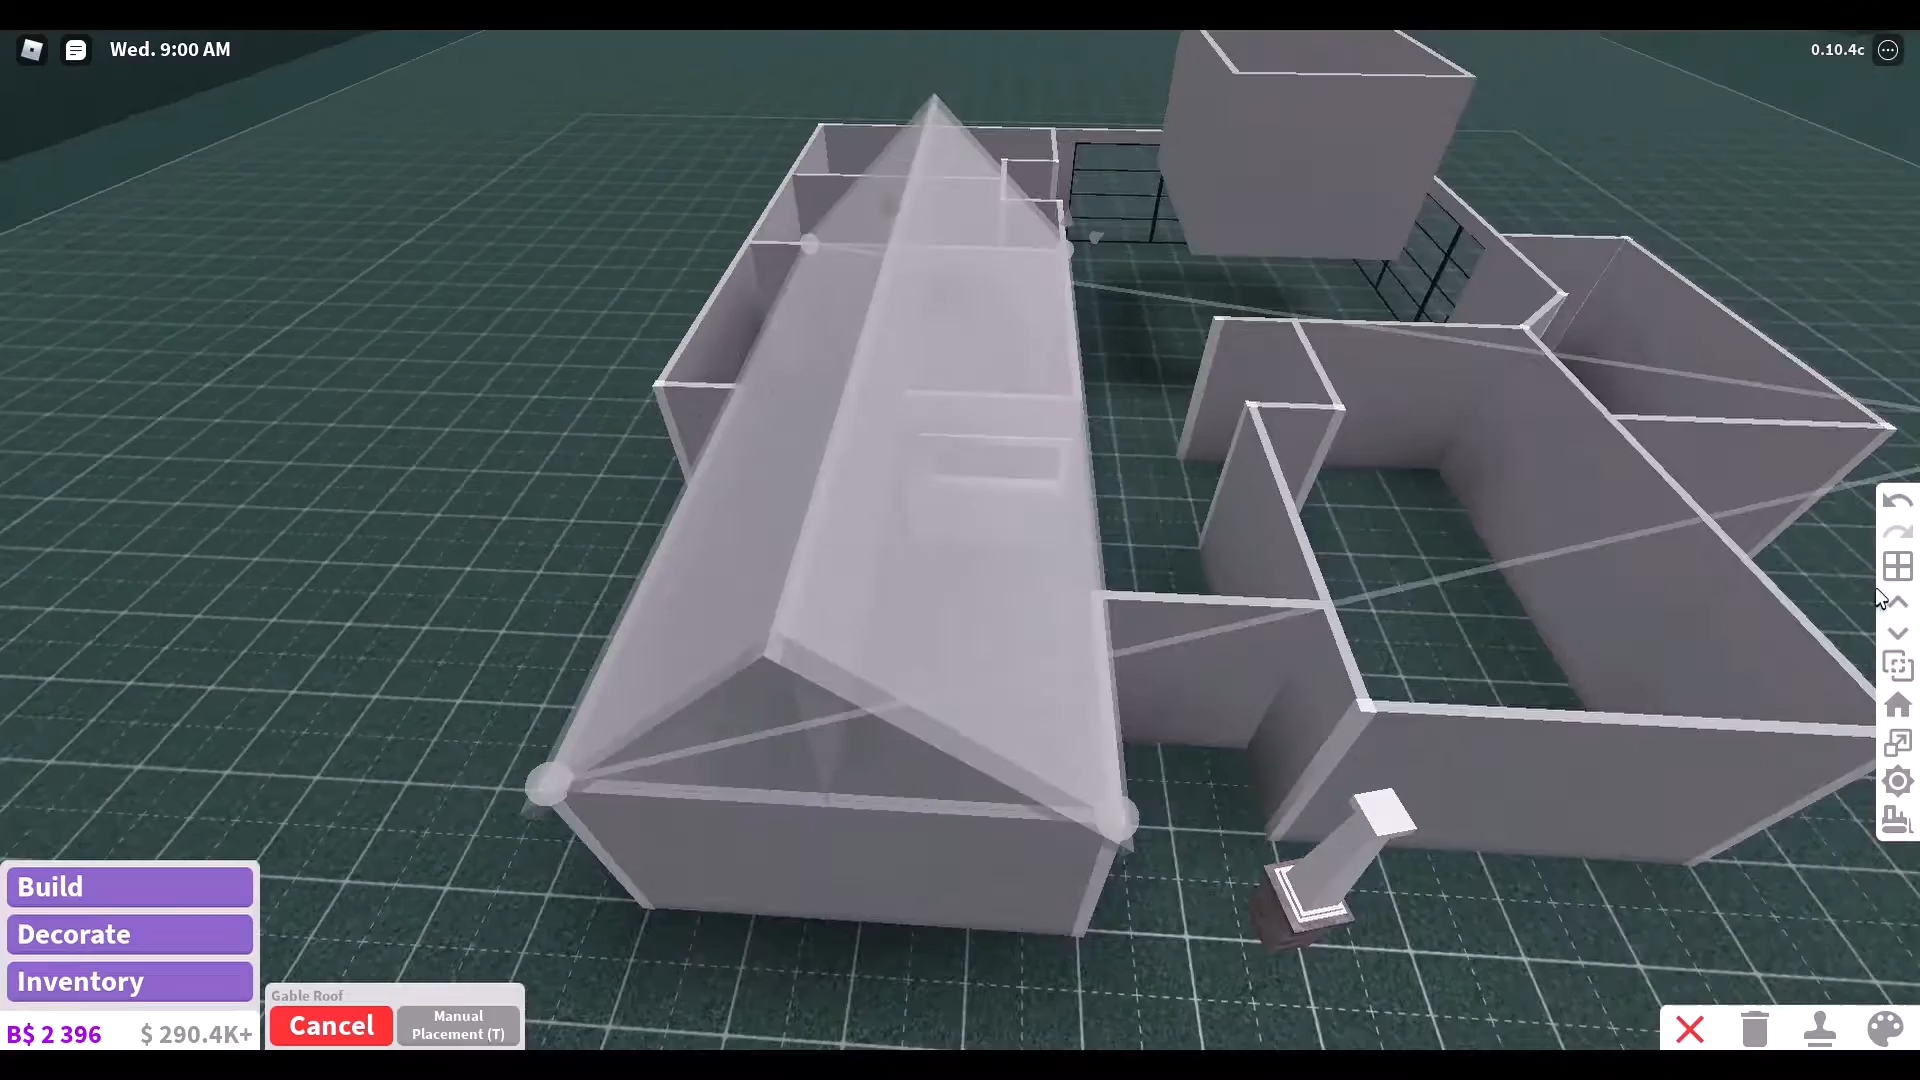 Wed. 9:00 AM
0.10.4c
Build
Decorate
Inventory
B$ 2 396
$ 290.4K+
Gable Roof
Cancel
Manual
Placement (T)